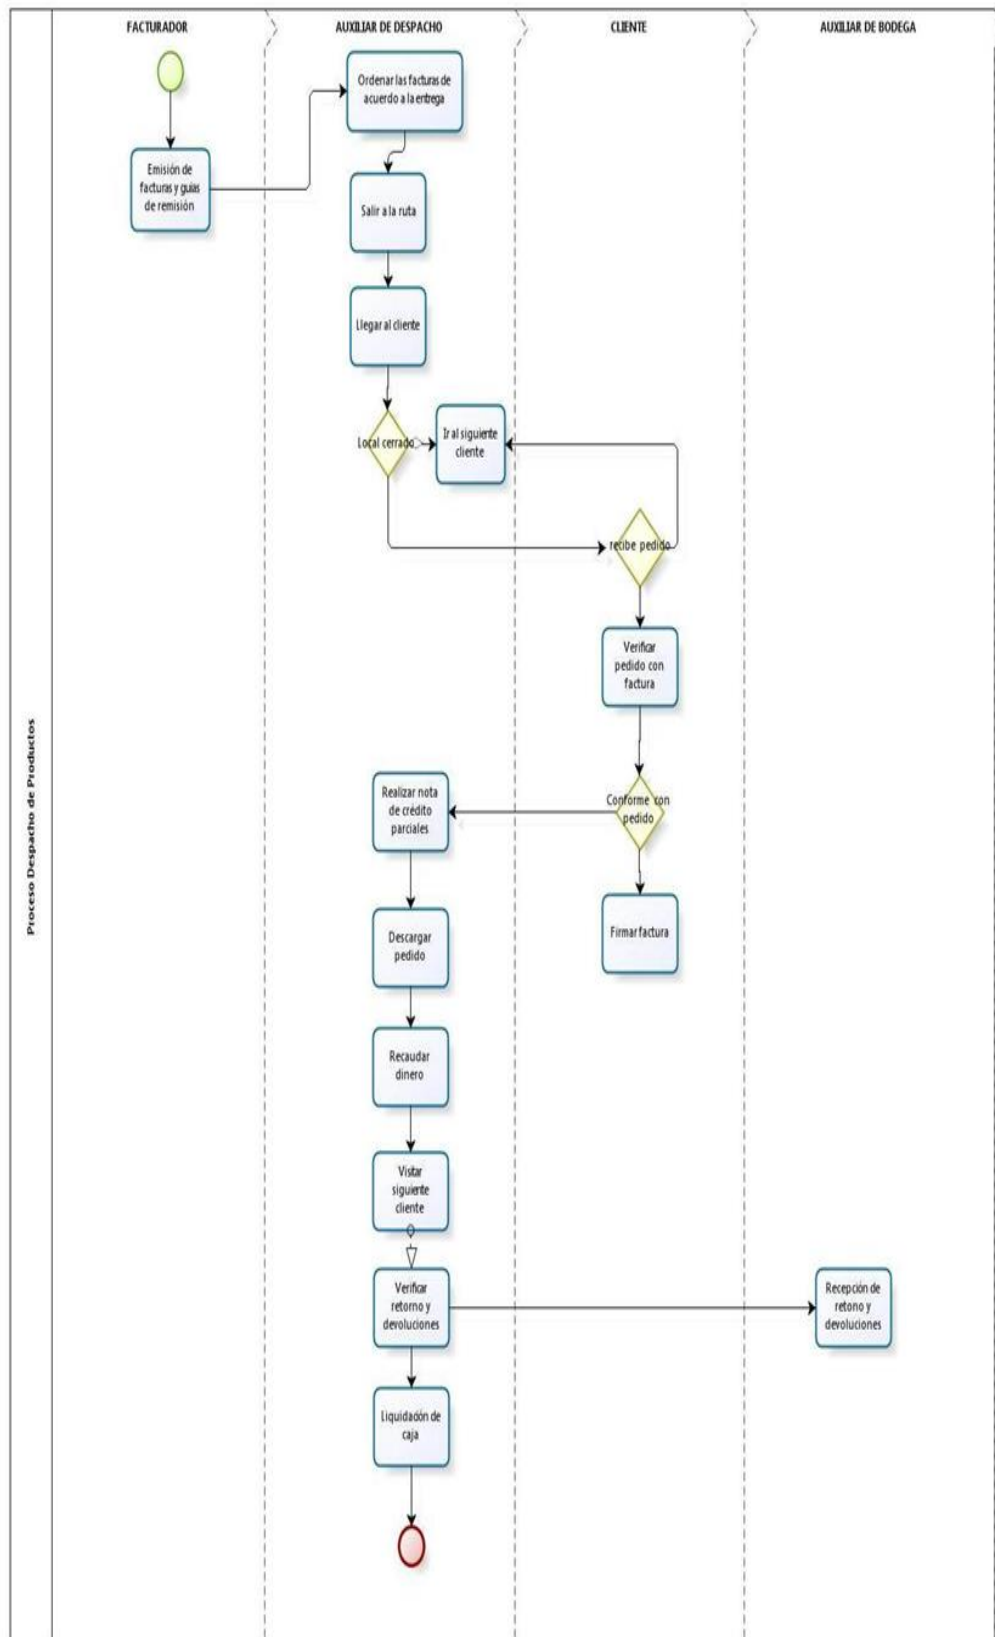 FACTURADOR
AUXILIAR DE DESPACHO
CLIENTE
AUXILIAR DE BODEGA
Proceso Despacho de Productos
Ordenar las facturas de
acuerdo a la entrega
Emisión de
facturas y guías
de remisión
Salir a la ruta
Llegar al cliente
Local cerrado
Ir al siguiente
cliente
recibe pedido
Verificar
pedido con
factura
Conforme con
pedido
Realizar nota
de crédito
parciales
Firmar factura
Descargar
pedido
Recaudar
dinero
Visitar
siguiente
cliente
Verificar
retorno y
devoluciones
Recepción de
retono y
devoluciones
Liquidación de
caja